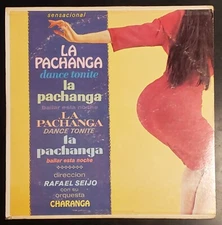 sensacional
LA
PACHANGA
dance tonite
la
pachanga
bailar esta noche
LA
PACHANGA
DANCE TONITE
la
pachanga
bailar esta noche
direccion
RAFAEL SEIJO
con su
orquesta
CHARANGA